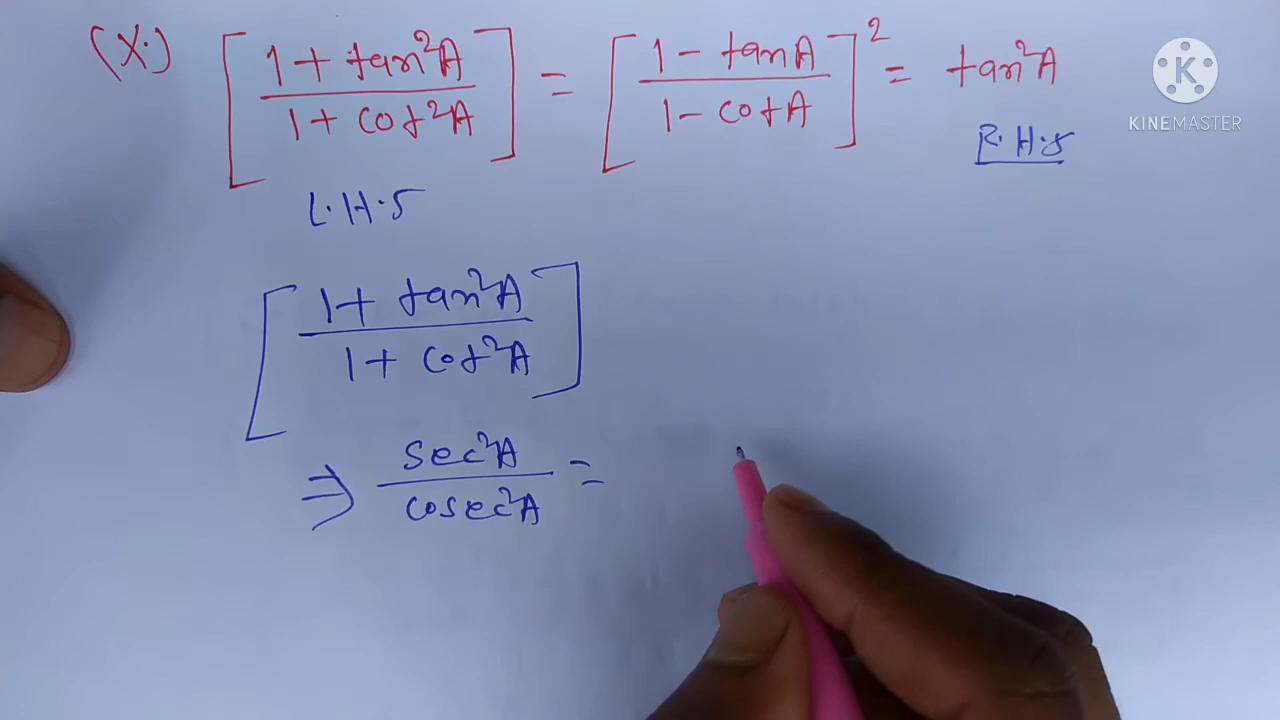 (X.) [1 + tan²A / 1 + cot²A] = [1 - tanA / 1 - cotA]² = tan²A
KINEMASTER
R.H.S
L.H.S
[1 + tan²A / 1 + cot²A]
⇒ sec²A / cosec²A =